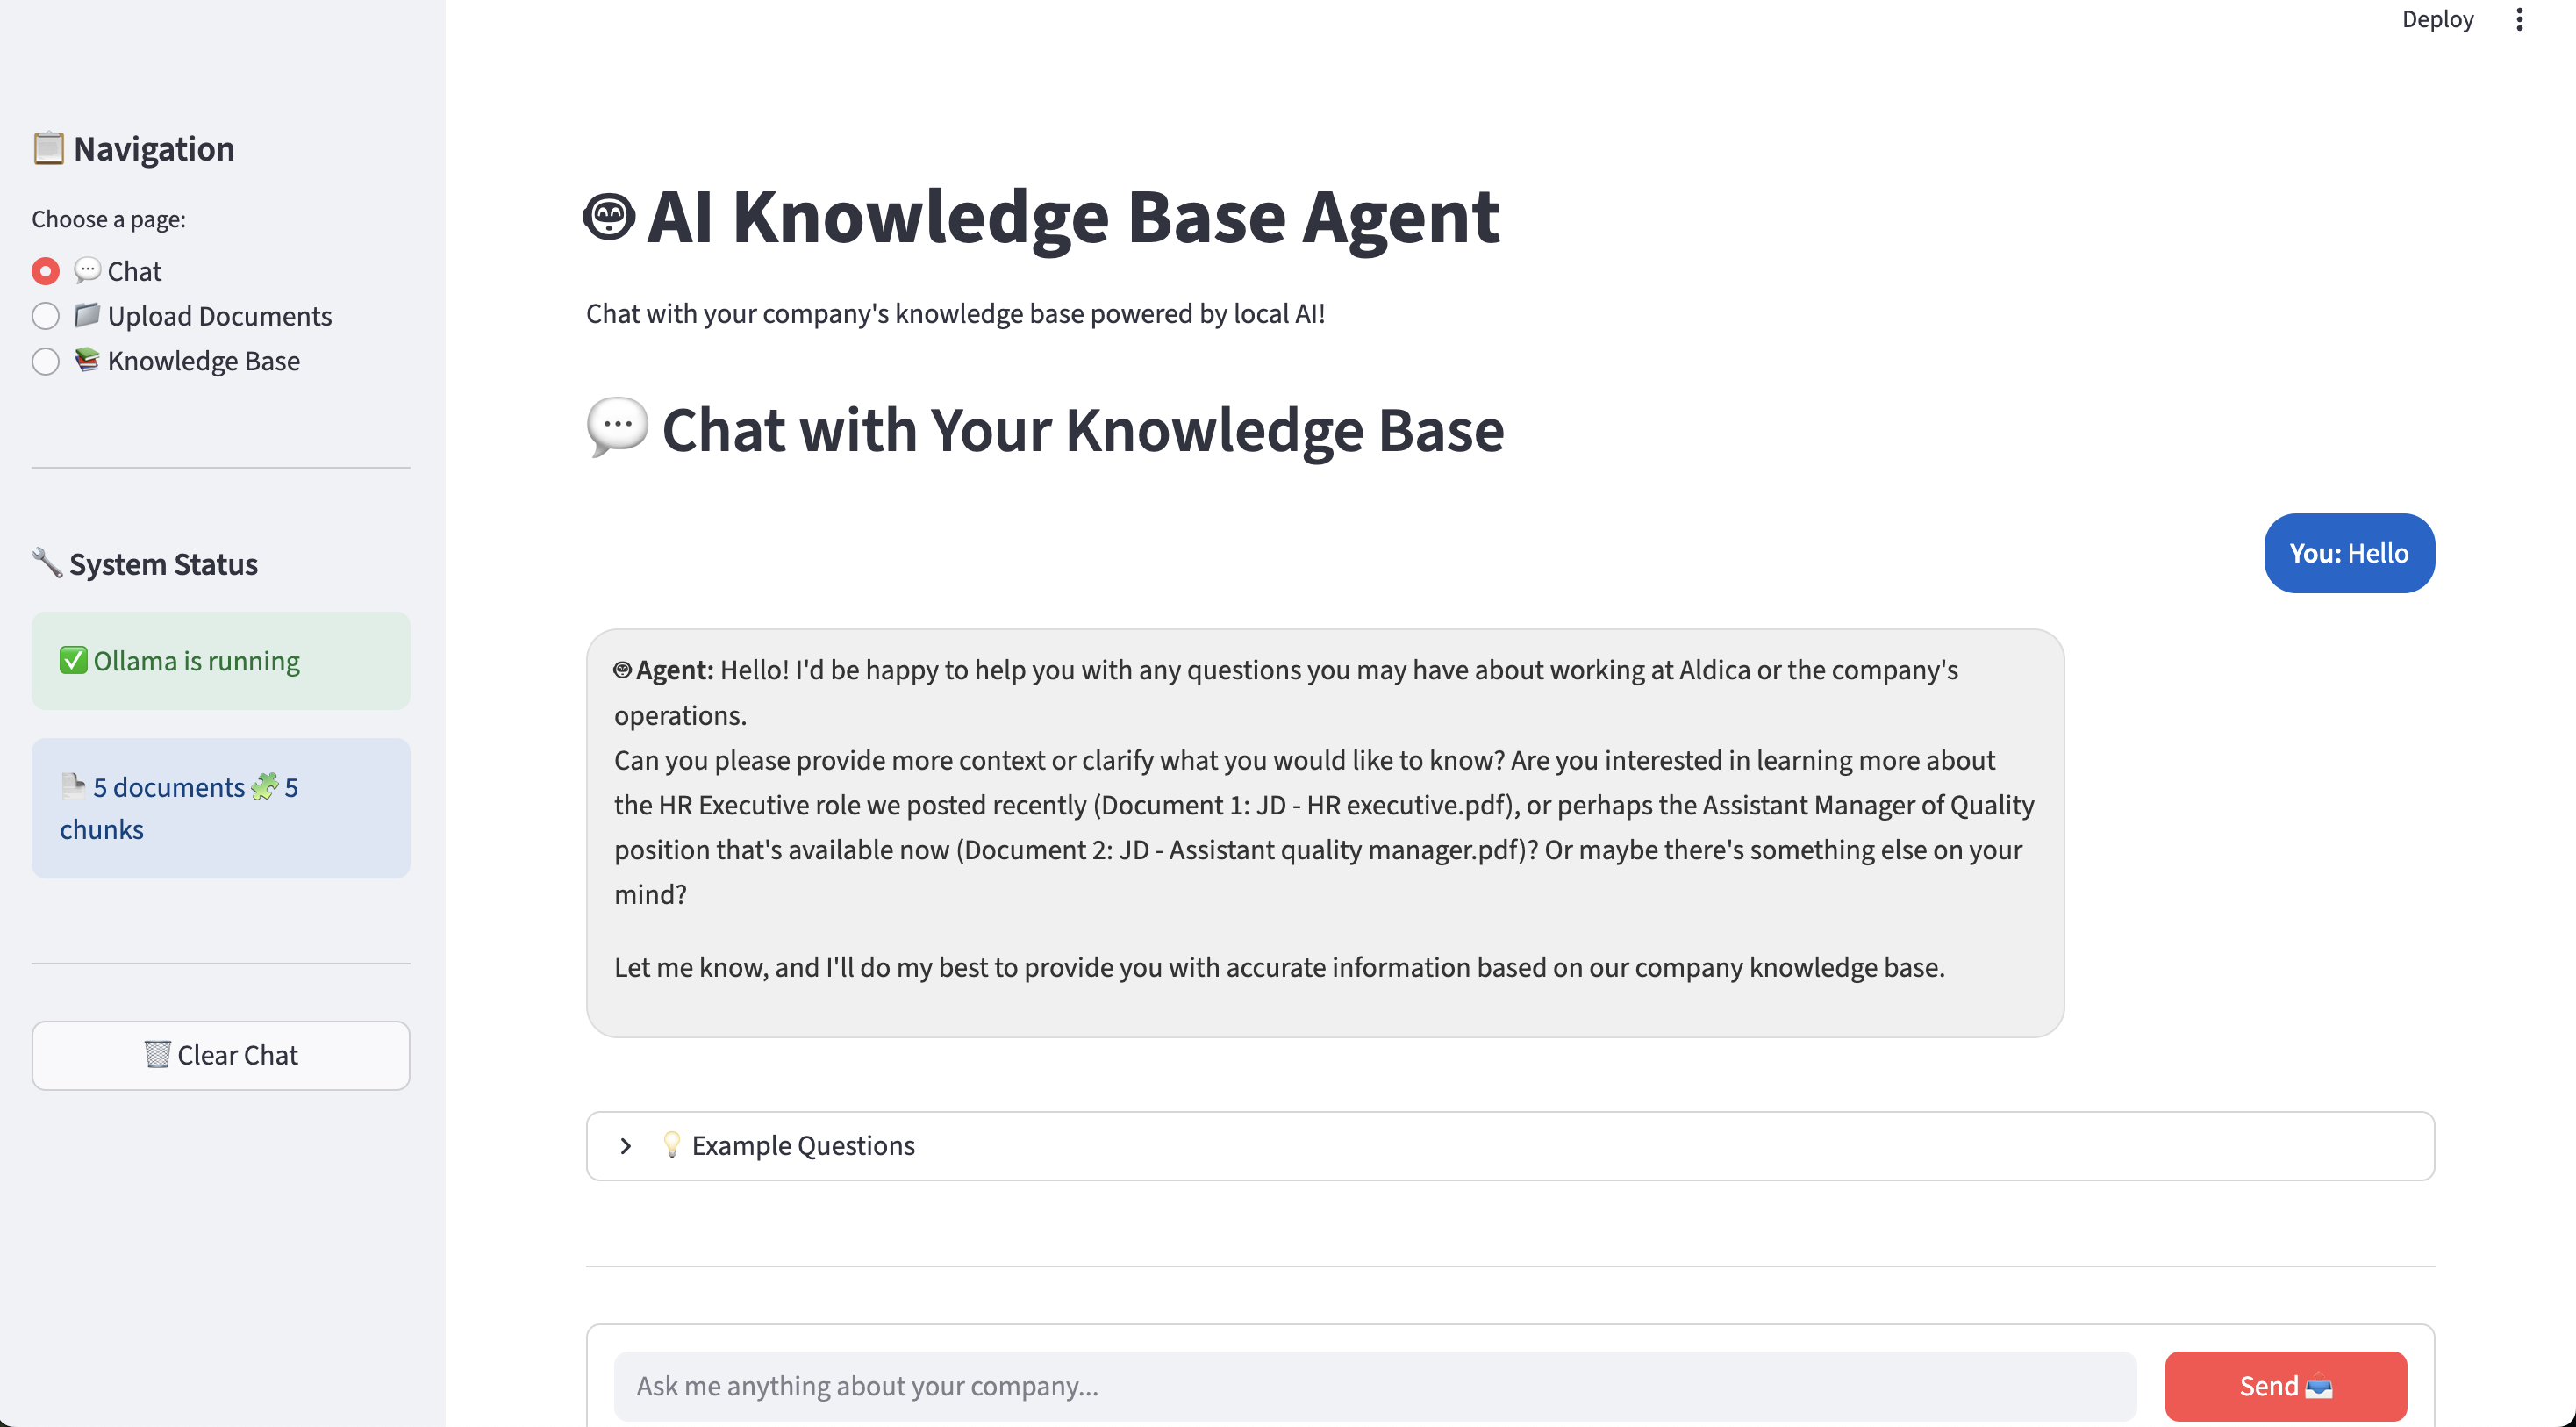 Deploy
📋 Navigation
Choose a page:
💬 Chat
📁 Upload Documents
📚 Knowledge Base
🔧 System Status
✅ Ollama is running
📄 5 documents 🧩 5
chunks
🗑️ Clear Chat
AI Knowledge Base Agent
Chat with your company's knowledge base powered by local AI!
💬 Chat with Your Knowledge Base
You: Hello
Agent: Hello! I'd be happy to help you with any questions you may have about working at Aldica or the company's
operations.
Can you please provide more context or clarify what you would like to know? Are you interested in learning more about
the HR Executive role we posted recently (Document 1: JD - HR executive.pdf), or perhaps the Assistant Manager of Quality
position that's available now (Document 2: JD - Assistant quality manager.pdf)? Or maybe there's something else on your
mind?
Let me know, and I'll do my best to provide you with accurate information based on our company knowledge base.
💡 Example Questions
Ask me anything about your company...
Send 📤